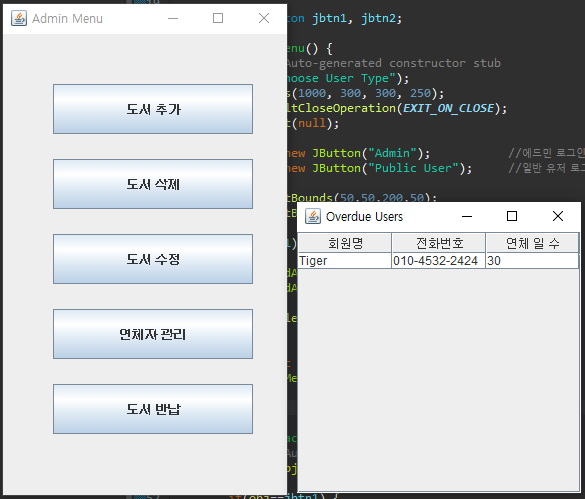 Admin Menu
도서 추가
도서 삭제
도서 수정
연체자 관리
도서 반납
jbtn1, jbtn2;
enu() {
Auto-generated constructor stub
oose User Type");
s(1000, 300, 300, 250);
ltCloseOperation(EXIT_ON_CLOSE);
t(null);
new JButton("Admin"); //에드민 로그인
new JButton("Public User"); //일반 유저 로그
tBounds(50,50,200,50);
Overdue Users
회원명 전화번호 연체 일 수
Tiger 010-4532-2424 30
if(obj==jbtn1) {